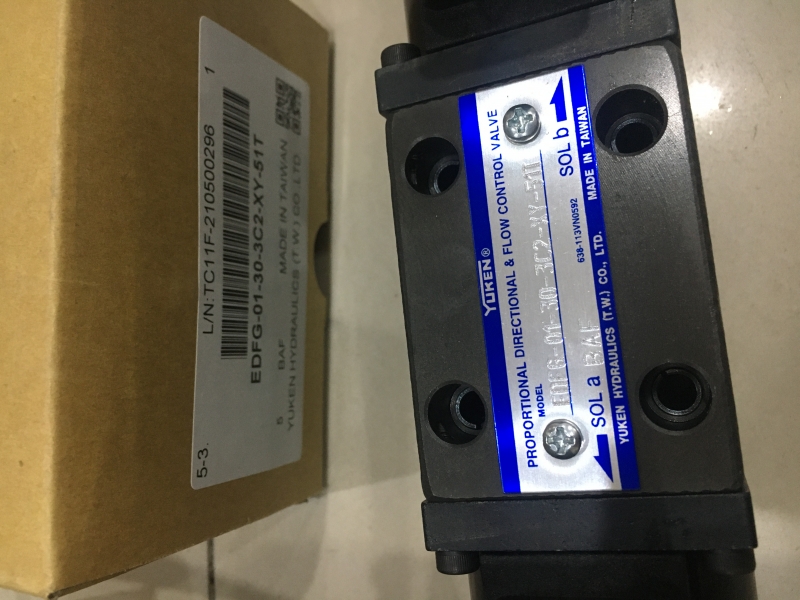 L/N:TC11F-210500296 1
EDFG-01-30-3C2-XY-51T
5 BAF MADE IN TAIWAN
YUKEN HYDRAULICS (T.W.) CO. LTD.
5-3.
YUKEN®
PROPORTIONAL DIRECTIONAL & FLOW CONTROL VALVE
MODEL
EDFG-01-30-3C2-XY-51T
BAF
SOL a SOL b
638-113VN0592
YUKEN HYDRAULICS (T.W.) CO., LTD. MADE IN TAIWAN